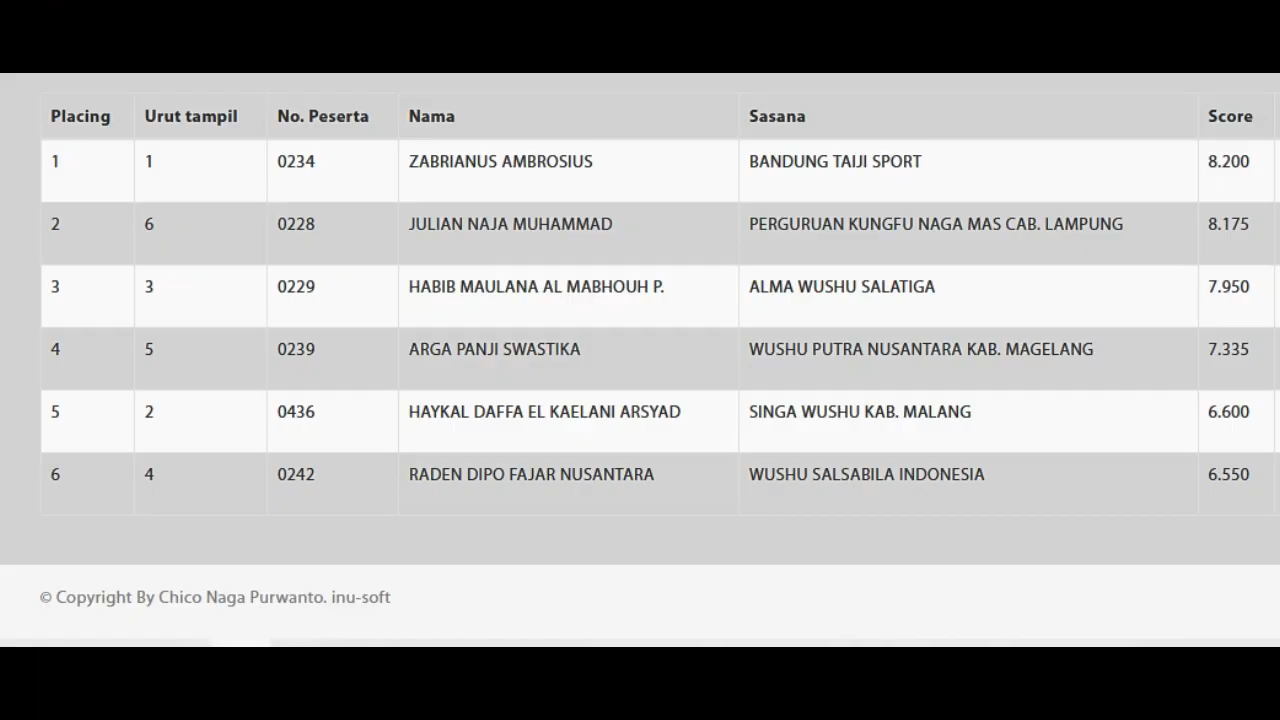 Placing Urut tampil No. Peserta Nama Sasana Score
1 1 0234 ZABRIANUS AMBROSIUS BANDUNG TAIJI SPORT 8.200
2 6 0228 JULIAN NAJA MUHAMMAD PERGURUAN KUNGFU NAGA MAS CAB. LAMPUNG 8.175
3 3 0229 HABIB MAULANA AL MABHOUH P. ALMA WUSHU SALATIGA 7.950
4 5 0239 ARGA PANJI SWASTIKA WUSHU PUTRA NUSANTARA KAB. MAGELANG 7.335
5 2 0436 HAYKAL DAFFA EL KAELANI ARSYAD SINGA WUSHU KAB. MALANG 6.600
6 4 0242 RADEN DIPO FAJAR NUSANTARA WUSHU SALSABILA INDONESIA 6.550
© Copyright By Chico Naga Purwanto. inu-soft